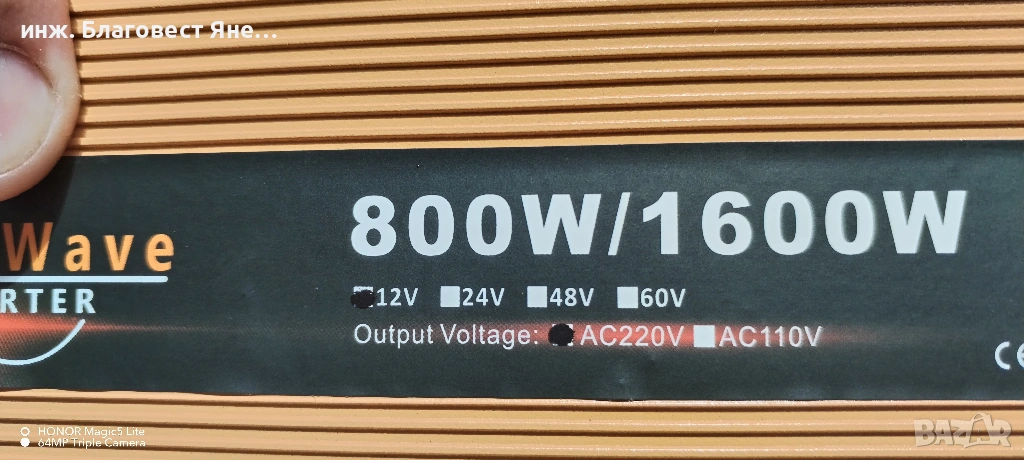 инж. Благовест Яне...
800W/1600W
Wave
RTER
12V 24V 48V 60V
Output Voltage: AC220V AC110V
CE
HONOR Magic5 Lite
64MP Triple Camera
BAZAR